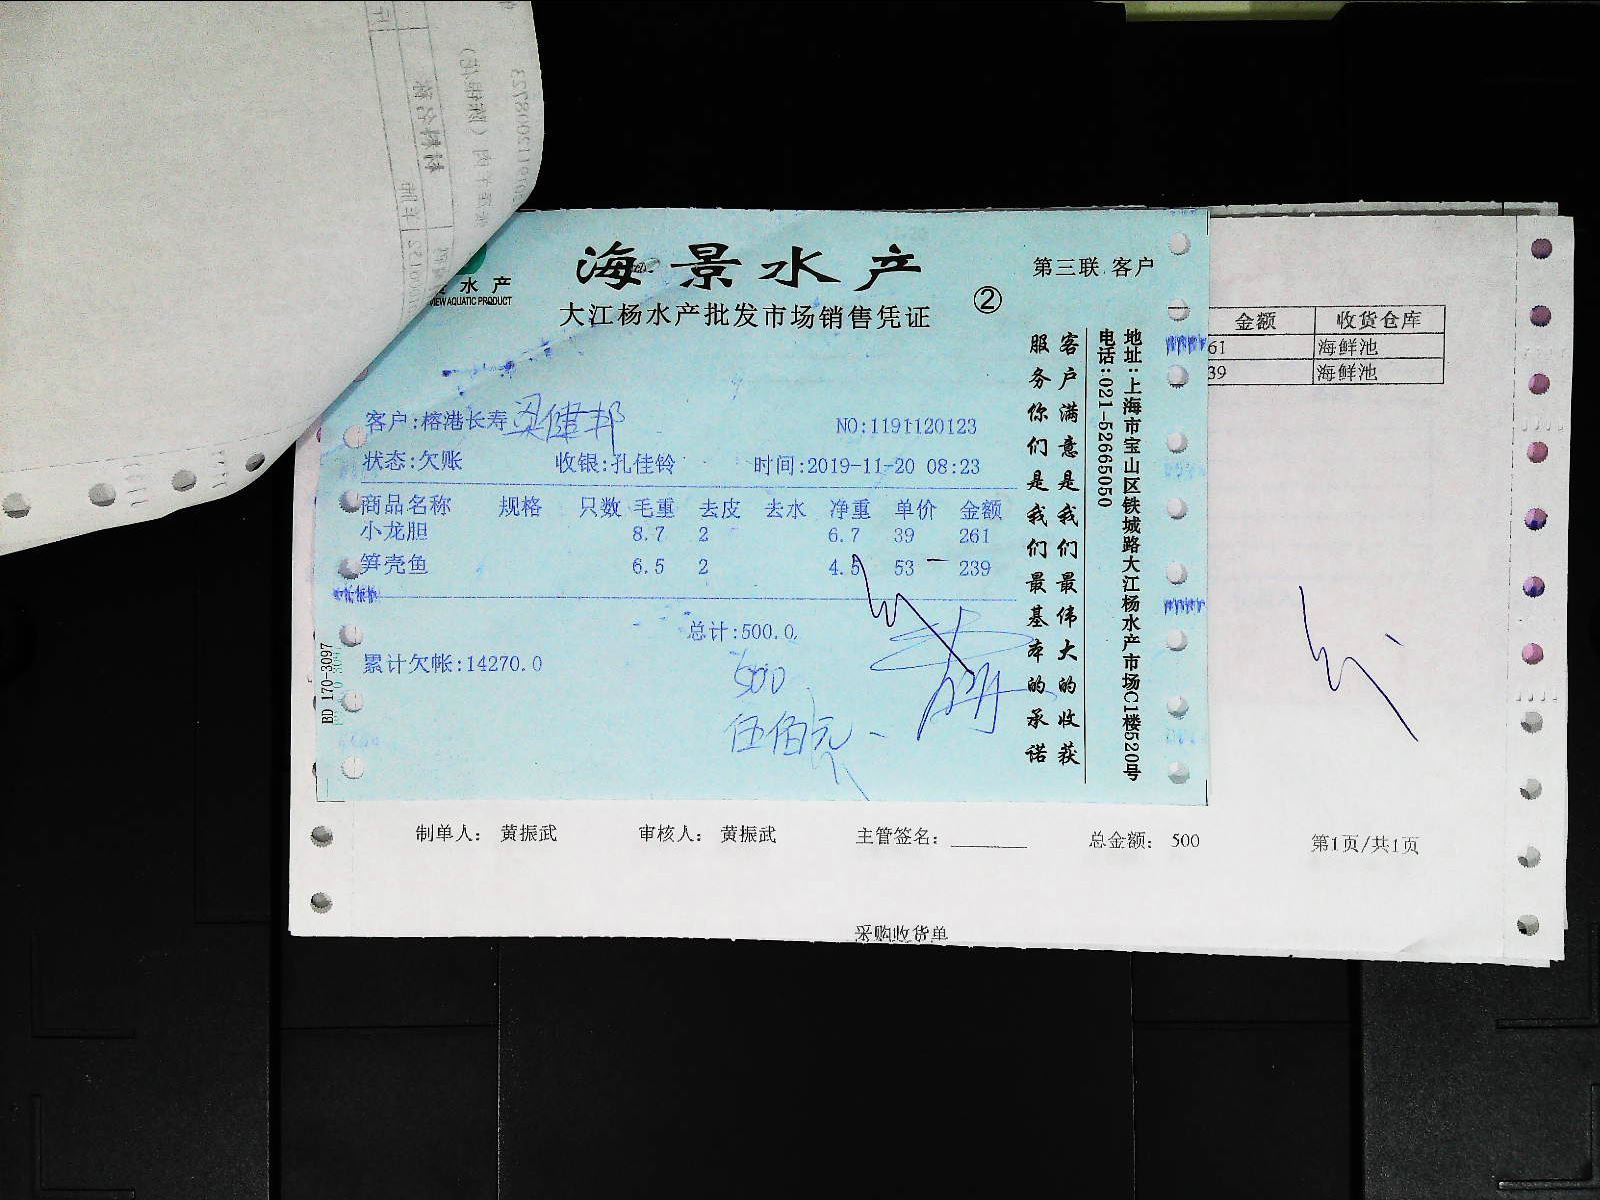 水产
VIEW AQUATIC PRODUCT
海景水产
大江杨水产批发市场销售凭证
②
第三联 客户
客户:榕港长寿 梁健邦
NO:1191120123
状态:欠账 收银:孔佳铃 时间:2019-11-20 08:23
商品名称 规格 只数 毛重 去皮 去水 净重 单价 金额
小龙胆 8.7 2 6.7 39 261
笋壳鱼 6.5 2 4.5 53 239
总计:500.0
累计欠帐:14270.0
500
伍佰元
客户满意是我们最伟大的收获
服务你们是我们最基本的承诺
地址:上海市宝山区铁城路大江杨水产市场C1楼520号
电话:021-52665050
BD 170-3097
金额 收货仓库
61 海鲜池
39 海鲜池
制单人: 黄振武 审核人: 黄振武 主管签名: 总金额: 500 第1页/共1页
采购收货单